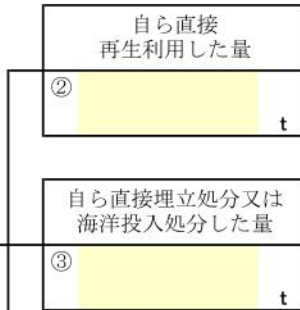 自ら直接
再生利用した量
②
t
自ら直接埋立処分又は
海洋投入処分した量
③
t